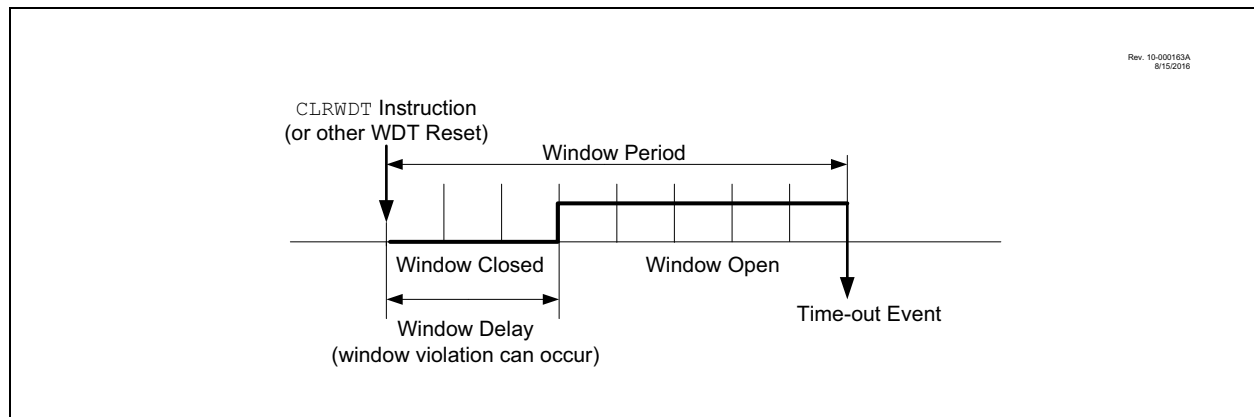 Rev. 10-000163A
8/15/2016
CLRWDT Instruction
(or other WDT Reset)
Window Period
Window Closed
Window Open
Window Delay
(window violation can occur)
Time-out Event